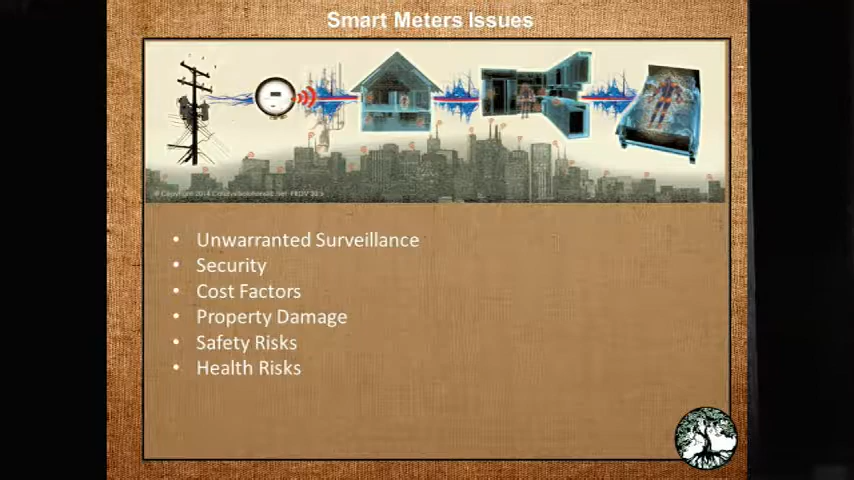 Smart Meters Issues
• Unwarranted Surveillance
• Security
• Cost Factors
• Property Damage
• Safety Risks
• Health Risks